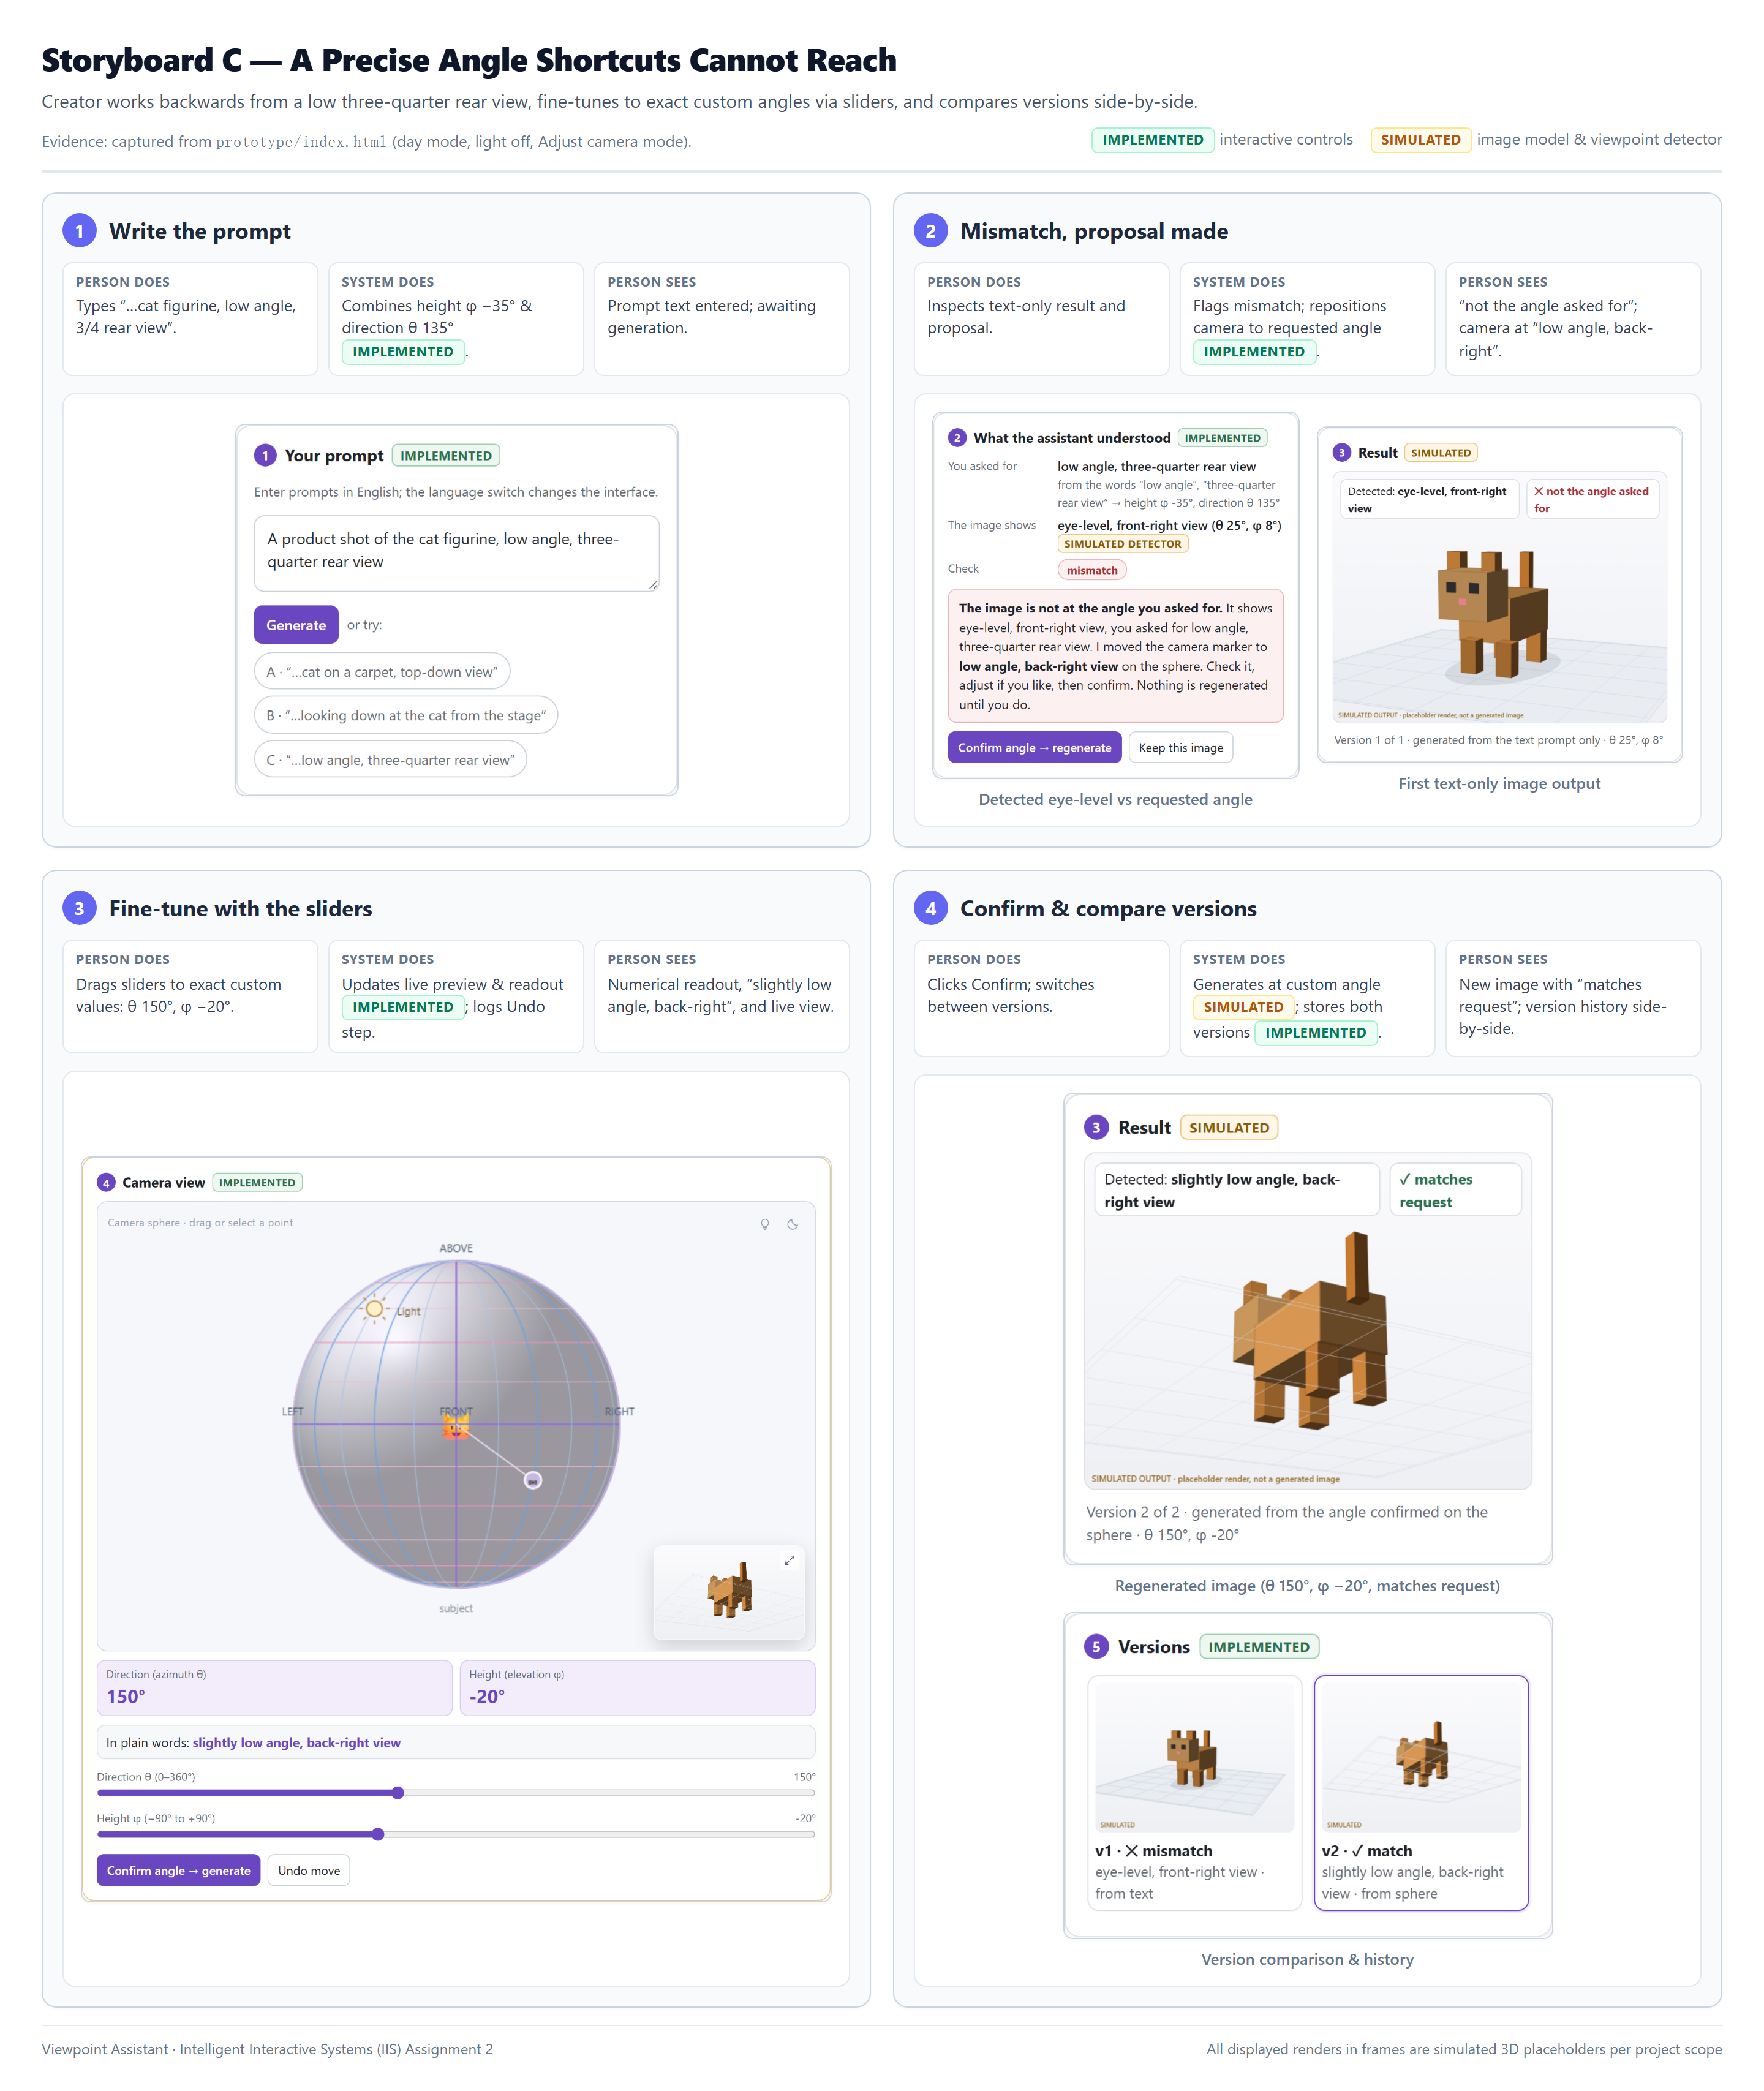 Storyboard C — A Precise Angle Shortcuts Cannot Reach
Creator works backwards from a low three-quarter rear view, fine-tunes to exact custom angles via sliders, and compares versions side-by-side.
Evidence: captured from prototype/index.html (day mode, light off, Adjust camera mode).
IMPLEMENTED interactive controls SIMULATED image model & viewpoint detector
1 Write the prompt
PERSON DOES
Types “...cat figurine, low angle,
3/4 rear view”.
SYSTEM DOES
Combines height φ −35° &
direction θ 135°
IMPLEMENTED .
PERSON SEES
Prompt text entered; awaiting
generation.
1 Your prompt IMPLEMENTED
Enter prompts in English; the language switch changes the interface.
A product shot of the cat figurine, low angle, three-
quarter rear view
Generate or try:
A · “...cat on a carpet, top-down view”
B · “...looking down at the cat from the stage”
C · “...low angle, three-quarter rear view”
2 Mismatch, proposal made
PERSON DOES
Inspects text-only result and
proposal.
SYSTEM DOES
Flags mismatch; repositions
camera to requested angle
IMPLEMENTED .
PERSON SEES
“not the angle asked for”;
camera at “low angle, back-
right”.
2 What the assistant understood IMPLEMENTED
You asked for low angle, three-quarter rear view
from the words “low angle”, “three-quarter
rear view” → height φ -35°, direction θ 135°
The image shows eye-level, front-right view (θ 25°, φ 8°)
SIMULATED DETECTOR
Check mismatch
The image is not at the angle you asked for. It shows
eye-level, front-right view, you asked for low angle,
three-quarter rear view. I moved the camera marker to
low angle, back-right view on the sphere. Check it,
adjust if you like, then confirm. Nothing is regenerated
until you do.
Confirm angle → regenerate Keep this image
Detected eye-level vs requested angle
3 Result SIMULATED
Detected: eye-level, front-right
view
✕ not the angle asked
for
SIMULATED OUTPUT · placeholder render, not a generated image
Version 1 of 1 · generated from the text prompt only · θ 25°, φ 8°
First text-only image output
3 Fine-tune with the sliders
PERSON DOES
Drags sliders to exact custom
values: θ 150°, φ −20°.
SYSTEM DOES
Updates live preview & readout
IMPLEMENTED ; logs Undo
step.
PERSON SEES
Numerical readout, “slightly low
angle, back-right”, and live view.
4 Camera view IMPLEMENTED
Camera sphere · drag or select a point
ABOVE
Light
LEFT FRONT RIGHT
subject
Direction (azimuth θ)
150°
Height (elevation φ)
-20°
In plain words: slightly low angle, back-right view
Direction θ (0–360°) 150°
Height φ (−90° to +90°) -20°
Confirm angle → generate Undo move
4 Confirm & compare versions
PERSON DOES
Clicks Confirm; switches
between versions.
SYSTEM DOES
Generates at custom angle
SIMULATED ; stores both
versions IMPLEMENTED .
PERSON SEES
New image with “matches
request”; version history side-
by-side.
3 Result SIMULATED
Detected: slightly low angle, back-
right view
✓ matches
request
SIMULATED OUTPUT · placeholder render, not a generated image
Version 2 of 2 · generated from the angle confirmed on the
sphere · θ 150°, φ -20°
Regenerated image (θ 150°, φ −20°, matches request)
5 Versions IMPLEMENTED
SIMULATED
v1 · ✕ mismatch
eye-level, front-right view ·
from text
SIMULATED
v2 · ✓ match
slightly low angle, back-right
view · from sphere
Version comparison & history
Viewpoint Assistant · Intelligent Interactive Systems (IIS) Assignment 2
All displayed renders in frames are simulated 3D placeholders per project scope